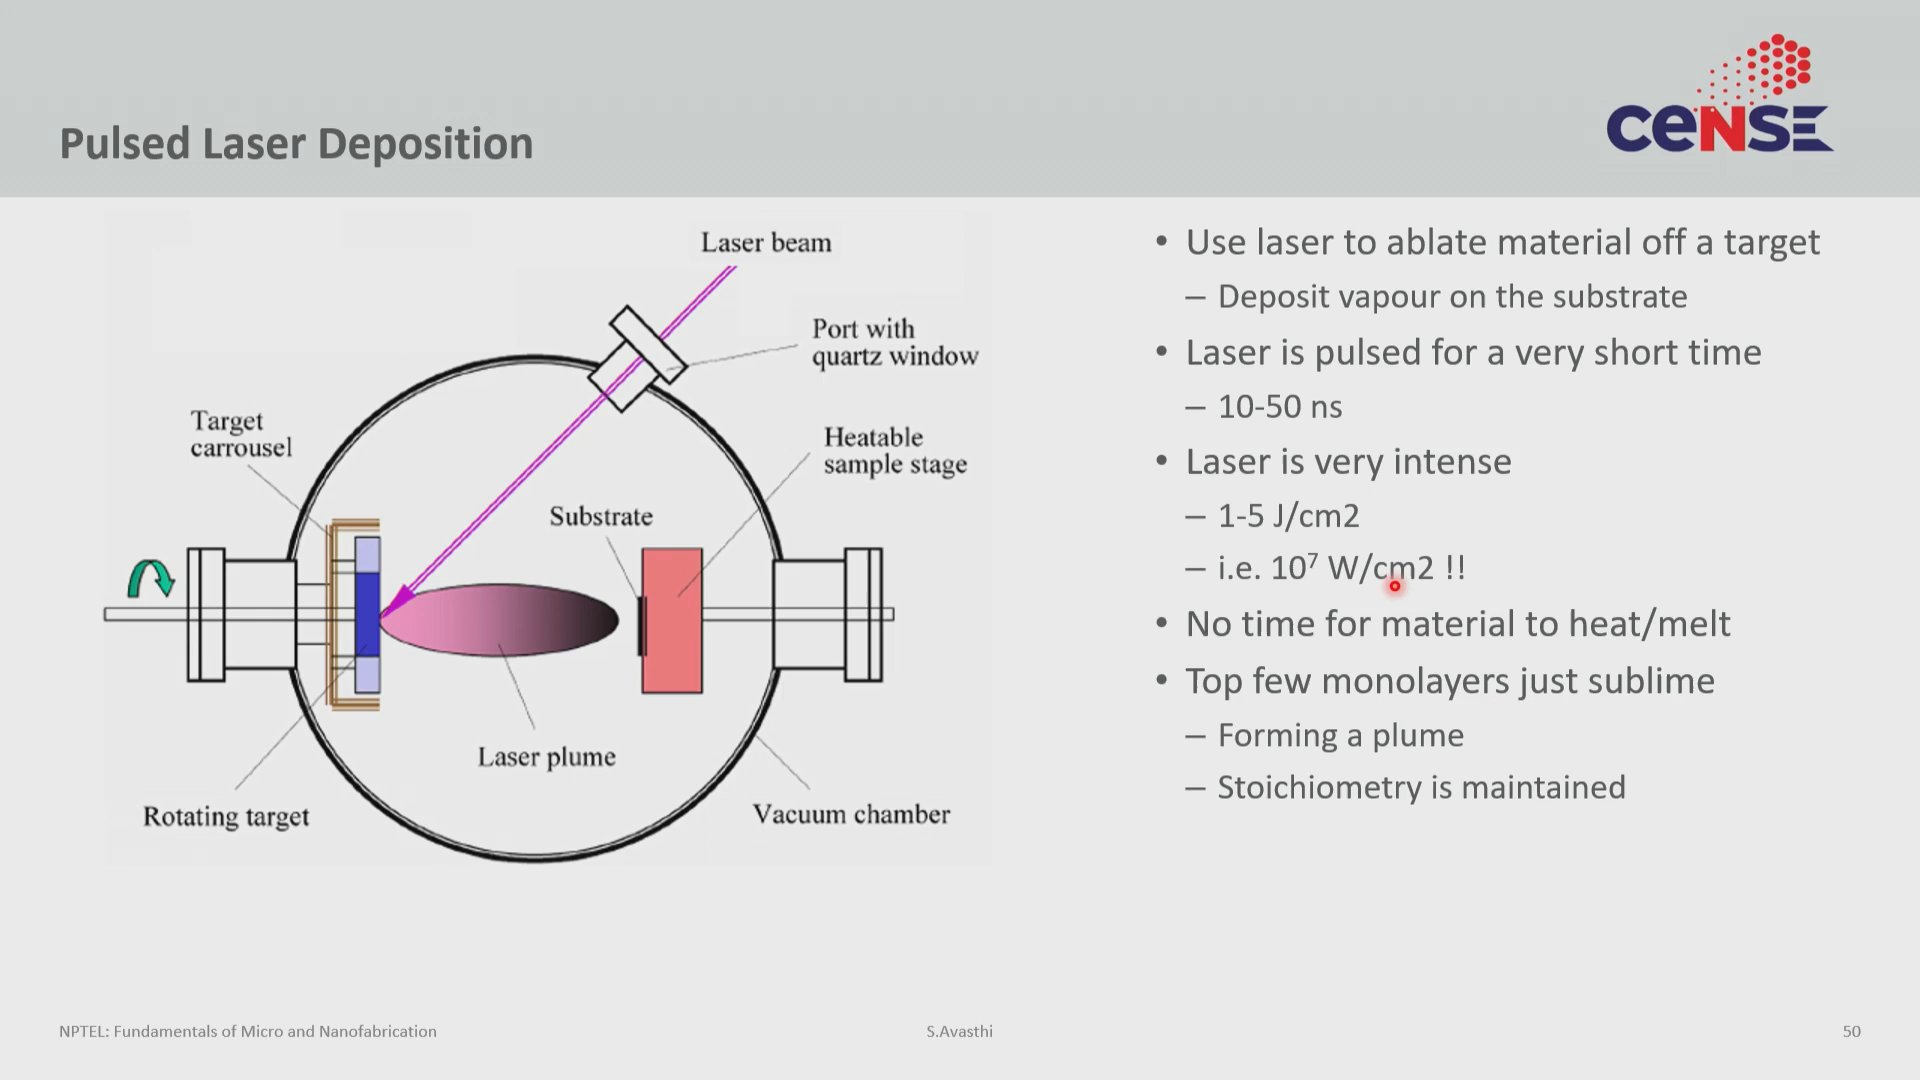 ceNSE
Pulsed Laser Deposition
Laser beam
Port with
quartz window
Target
carrousel
Heatable
sample stage
Substrate
Laser plume
Rotating target
Vacuum chamber
• Use laser to ablate material off a target
– Deposit vapour on the substrate
• Laser is pulsed for a very short time
– 10-50 ns
• Laser is very intense
– 1-5 J/cm2
– i.e. 10⁷ W/cm2 !!
• No time for material to heat/melt
• Top few monolayers just sublime
– Forming a plume
– Stoichiometry is maintained
NPTEL: Fundamentals of Micro and Nanofabrication
S.Avasthi
50